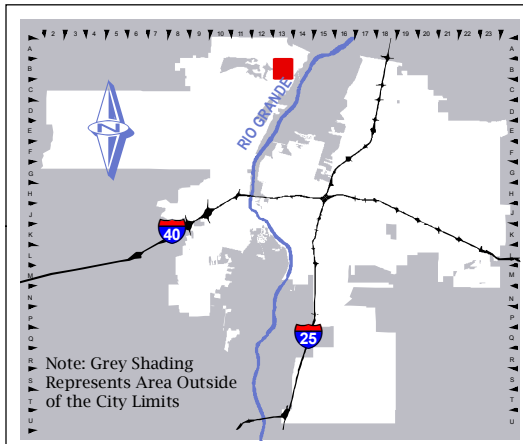 2 3 4 5 6 7 8 9 10 11 12 13 14 15 16 17 18 19 20 21 22 23
A A
B B
C C
D D
E E
F F
G G
H H
J J
K K
L L
M M
N N
P P
Q Q
R R
S S
T T
U U
N
RIO GRANDE
40
25
Note: Grey Shading
Represents Area Outside
of the City Limits